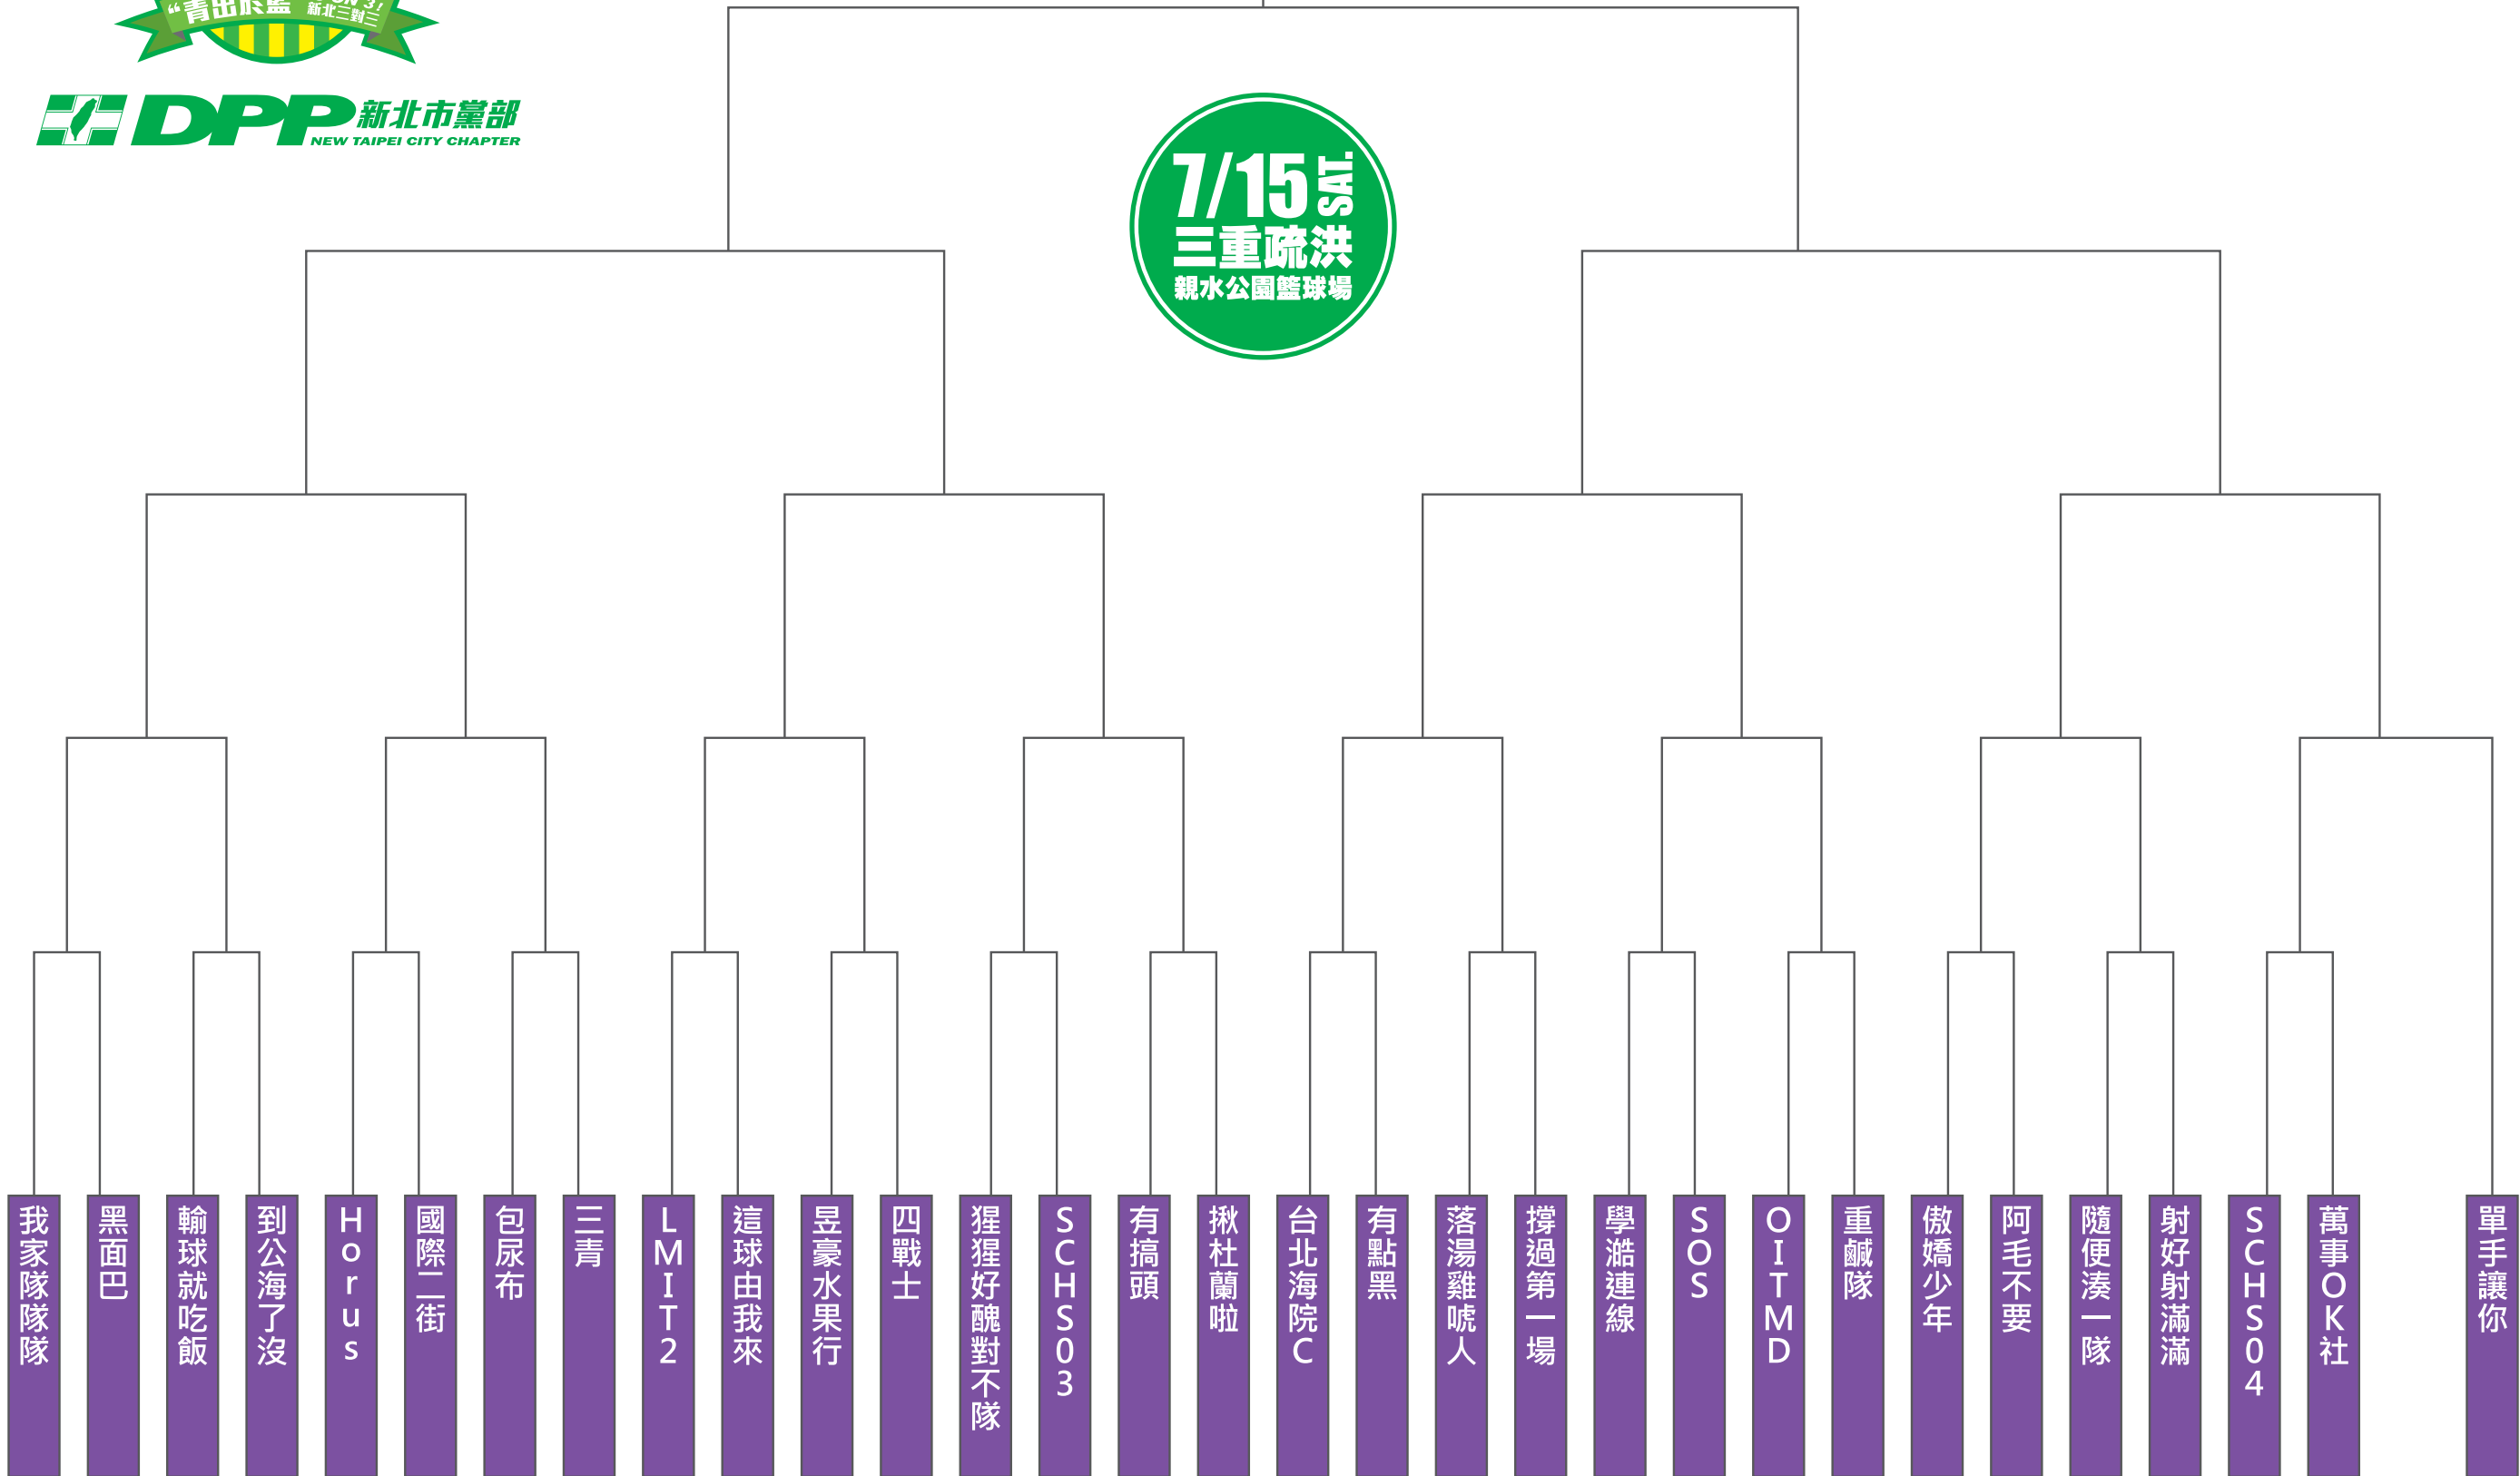 “青出於藍
ON 3!
新北三對三
DPP新北市黨部
NEW TAIPEI CITY CHAPTER
7/15 SAT.
三重疏洪
親水公園籃球場
我家隊隊隊
黑面巴
輸球就吃飯
到公海了沒
Horus
國際二街
包尿布
三青
LMIT2
這球由我來
昱豪水果行
四戰士
猩猩好醜對不隊
SCHS03
有搞頭
揪杜蘭啦
台北海院C
有點黑
落湯雞唬人
撐過第一場
學澔連線
SOS
OITMD
重鹹隊
傲嬌少年
阿毛不要
隨便湊一隊
射好射滿滿
SCHS04
萬事OK社
單手讓你